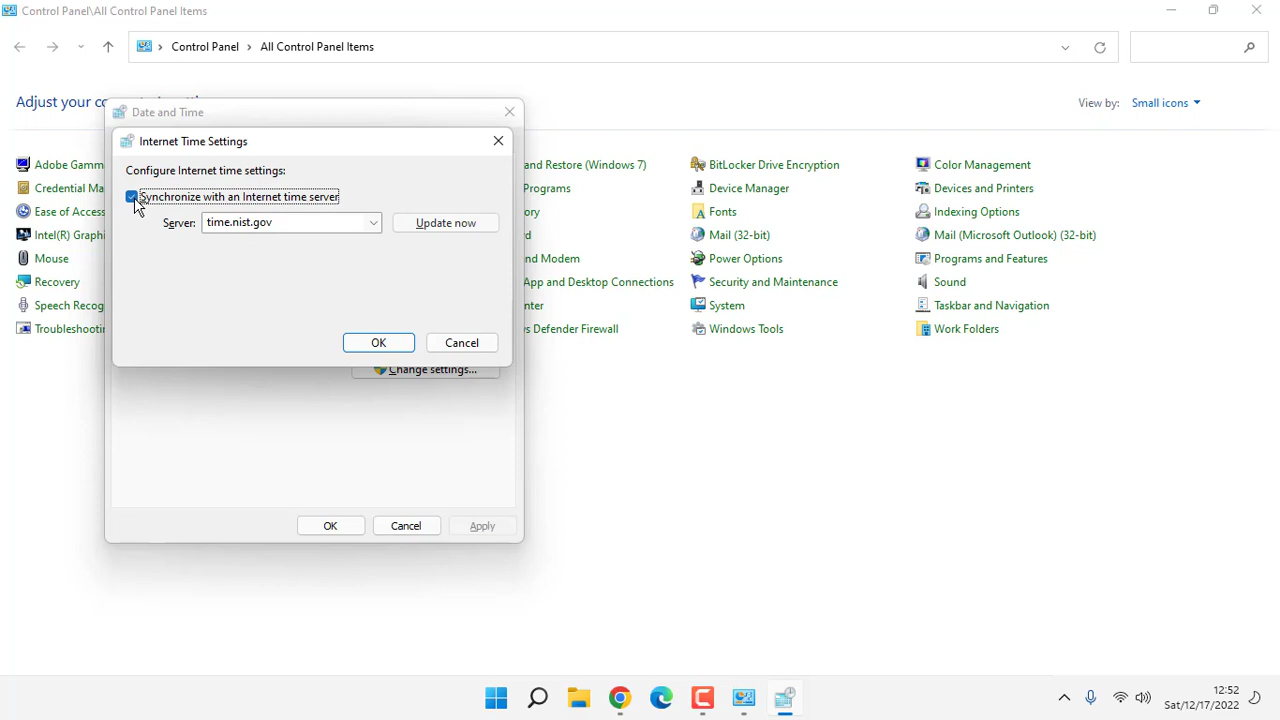 Control Panel\All Control Panel Items
Control Panel > All Control Panel Items
Adjust your co
View by: Small icons
Date and Time
Internet Time Settings
Configure Internet time settings:
Synchronize with an Internet time server
Server: time.nist.gov Update now
OK Cancel
Change settings...
OK Cancel Apply
Adobe Gamm
and Restore (Windows 7)
BitLocker Drive Encryption
Color Management
Credential Ma
Programs
Device Manager
Devices and Printers
Ease of Access
ory
Fonts
Indexing Options
Intel(R) Graphi
rd
Mail (32-bit)
Mail (Microsoft Outlook) (32-bit)
Mouse
and Modem
Power Options
Programs and Features
Recovery
App and Desktop Connections
Security and Maintenance
Sound
Speech Recog
nter
System
Taskbar and Navigation
Troubleshooti
s Defender Firewall
Windows Tools
Work Folders
12:52
Sat/12/17/2022